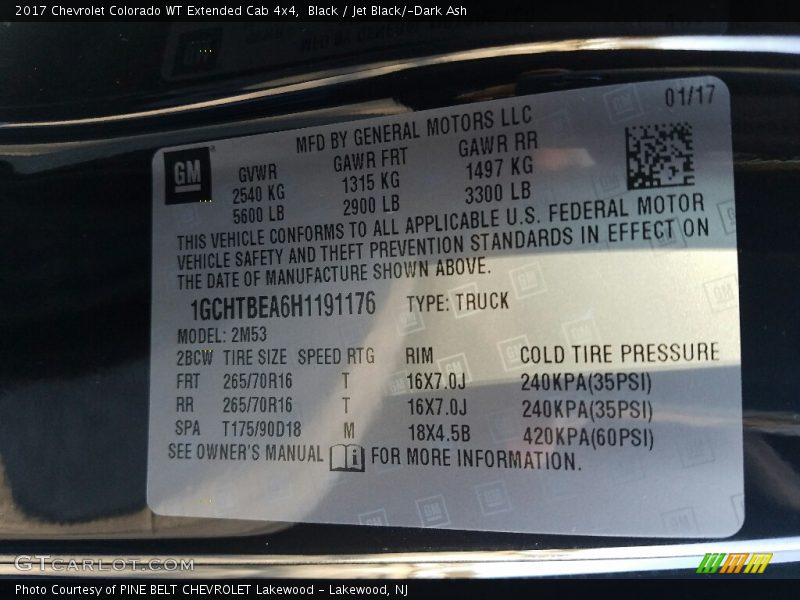 2017 Chevrolet Colorado WT Extended Cab 4x4, Black / Jet Black/-Dark Ash
01/17
MFD BY GENERAL MOTORS LLC
GM
GVWR GAWR FRT GAWR RR
2540 KG 1315 KG 1497 KG
5600 LB 2900 LB 3300 LB
THIS VEHICLE CONFORMS TO ALL APPLICABLE U.S. FEDERAL MOTOR
VEHICLE SAFETY AND THEFT PREVENTION STANDARDS IN EFFECT ON
THE DATE OF MANUFACTURE SHOWN ABOVE.
1GCHTBEA6H1191176 TYPE: TRUCK
MODEL: 2M53
2BCW TIRE SIZE SPEED RTG RIM COLD TIRE PRESSURE
FRT 265/70R16 T 16X7.0J 240KPA(35PSI)
RR 265/70R16 T 16X7.0J 240KPA(35PSI)
SPA T175/90D18 M 18X4.5B 420KPA(60PSI)
SEE OWNER'S MANUAL FOR MORE INFORMATION.
GTCarlot.com
Photo Courtesy of PINE BELT CHEVROLET Lakewood - Lakewood, NJ